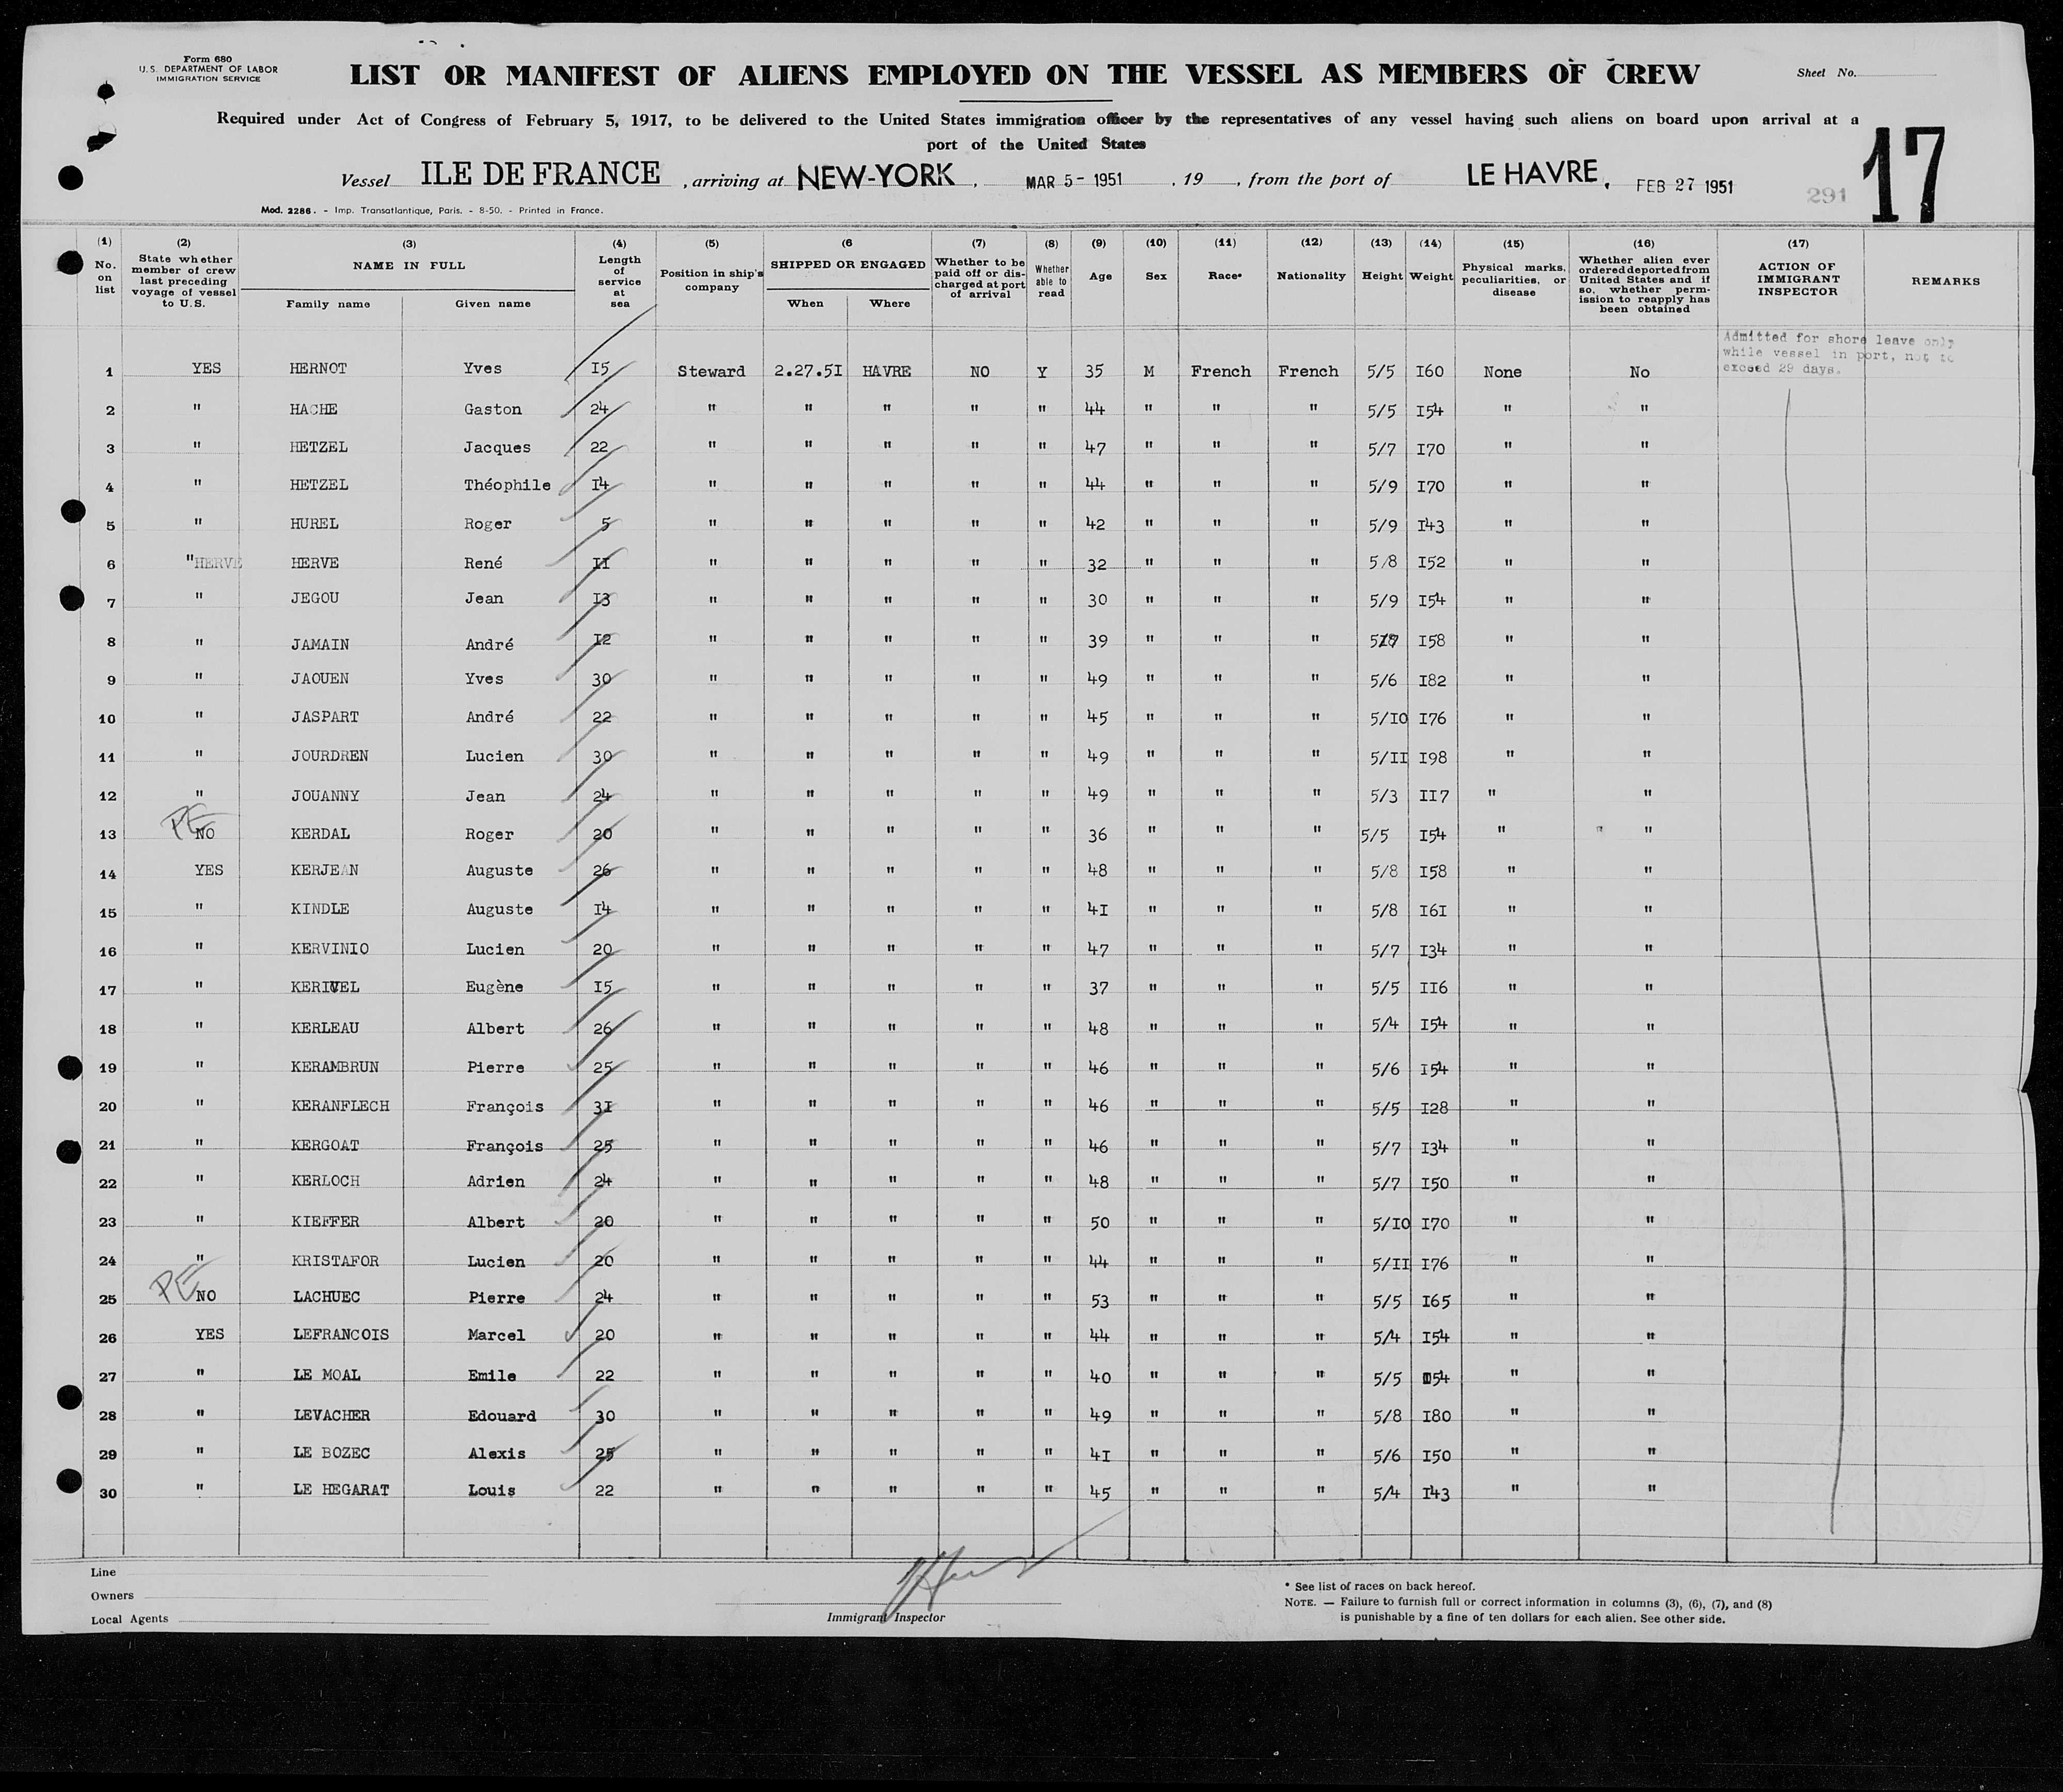 Form 680
U.S. DEPARTMENT OF LABOR
IMMIGRATION SERVICE
LIST OR MANIFEST OF ALIENS EMPLOYED ON THE VESSEL AS MEMBERS OF CREW
Sheet No.
Required under Act of Congress of February 5, 1917, to be delivered to the United States immigration officer by the representatives of any vessel having such aliens on board upon arrival at a
port of the United States
17
Vessel ILE DE FRANCE , arriving at NEW-YORK , MAR 5- 1951 , 19 , from the port of LE HAVRE, FEB 27 1951
291
Mod. 2286. - Imp. Transatlantique, Paris. - 8-50. - Printed in France.
(1) (2) (3) (4) (5) (6 (7) (8) (9) (10) (11) (12) (13) (14) (15) (16) (17)
No. on list | State whether member of crew last preceding voyage of vessel to U.S. | NAME IN FULL | Length of service at sea | Position in ship's company | SHIPPED OR ENGAGED | Whether to be paid off or discharged at port of arrival | Whether able to read | Age | Sex | Race* | Nationality | Height | Weight | Physical marks, peculiarities, or disease | Whether alien ever ordered deported from United States and if so, whether permission to reapply has been obtained | ACTION OF IMMIGRANT INSPECTOR | REMARKS
Family name | Given name | When | Where
Admitted for shore leave only
while vessel in port, not to
exceed 29 days.
1 YES HERNOT Yves 15 Steward 2.27.51 HAVRE NO Y 35 M French French 5/5 160 None No
2 " HACHE Gaston 24 " " " " " 44 " " " 5/5 154 " "
3 " HETZEL Jacques 22 " " " " " 47 " " " 5/7 170 " "
4 " HETZEL Théophile 14 " " " " " 44 " " " 5/9 170 " "
5 " HUREL Roger 5 " " " " " 42 " " " 5/9 143 " "
6 " HERVE HERVE René 11 " " " " " 32 " " " 5/8 152 " "
7 " JEGOU Jean 13 " " " " " 30 " " " 5/9 154 " "
8 " JAMAIN André 12 " " " " " 39 " " " 158 " "
9 " JAOUEN Yves 30 " " " " " 49 " " " 5/6 182 " "
10 " JASPART André 22 " " " " " 45 " " " 5/10 176 " "
11 " JOURDREN Lucien 30 " " " " " 49 " " " 5/11 198 " "
12 " JOUANNY Jean 24 " " " " " 49 " " " 5/3 117 " "
13 PE NO KERDAL Roger 20 " " " " " 36 " " " 5/5 154 " " "
14 YES KERJEAN Auguste 26 " " " " " 48 " " " 5/8 158 " "
15 " KINDLE Auguste 14 " " " " " 41 " " " 5/8 161 " "
16 " KERVINIO Lucien 20 " " " " " 47 " " " 5/7 134 " "
17 " KERIVEL Eugène 15 " " " " " 37 " " " 5/5 116 " "
18 " KERLEAU Albert 26 " " " " " 48 " " " 5/4 154 " "
19 " KERAMBRUN Pierre 25 " " " " " 46 " " " 5/6 154 " "
20 " KERANFLECH François 31 " " " " " 46 " " " 5/5 128 " "
21 " KERGOAT François 25 " " " " " 46 " " " 5/7 134 " "
22 " KERLOCH Adrien 24 " " " " " 48 " " " 5/7 150 " "
23 " KIEFFER Albert 20 " " " " " 50 " " " 5/10 170 " "
24 " KRISTAFOR Lucien 20 " " " " " 44 " " " 5/11 176 " "
25 PE NO LACHUEC Pierre 24 " " " " " 53 " " " 5/5 165 " "
26 YES LEFRANCOIS Marcel 20 " " " " " 44 " " " 5/4 154 " "
27 " LE MOAL Emile 22 " " " " " 40 " " " 5/5 154 " "
28 " LEVACHER Edouard 30 " " " " " 49 " " " 5/8 180 " "
29 " LE BOZEC Alexis 25 " " " " " 41 " " " 5/6 150 " "
30 " LE HEGARAT Louis 22 " " " " " 45 " " " 5/4 143 " "
Line
Owners
Local Agents
Immigrant Inspector
* See list of races on back hereof.
NOTE. — Failure to furnish full or correct information in columns (3), (6), (7), and (8)
is punishable by a fine of ten dollars for each alien. See other side.